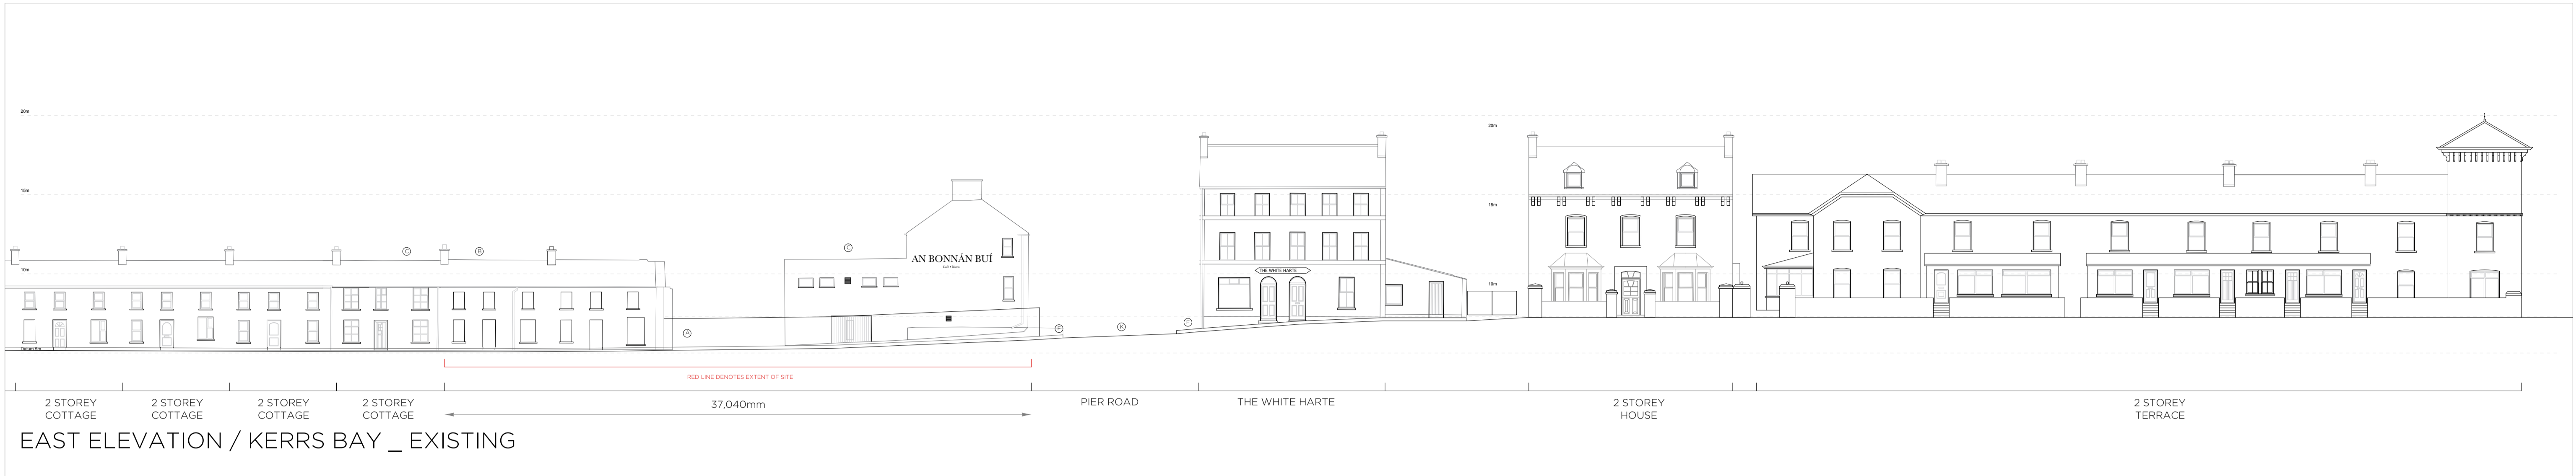 20m
20m
15m
15m
C
B
C
AN BONNÁN BUÍ
THE WHITE HARTE
10m
10m
A
F
K
F
RED LINE DENOTES EXTENT OF SITE
2 STOREY
COTTAGE
2 STOREY
COTTAGE
2 STOREY
COTTAGE
2 STOREY
COTTAGE
37,040mm
PIER ROAD
THE WHITE HARTE
2 STOREY
HOUSE
2 STOREY
TERRACE
EAST ELEVATION / KERRS BAY _ EXISTING